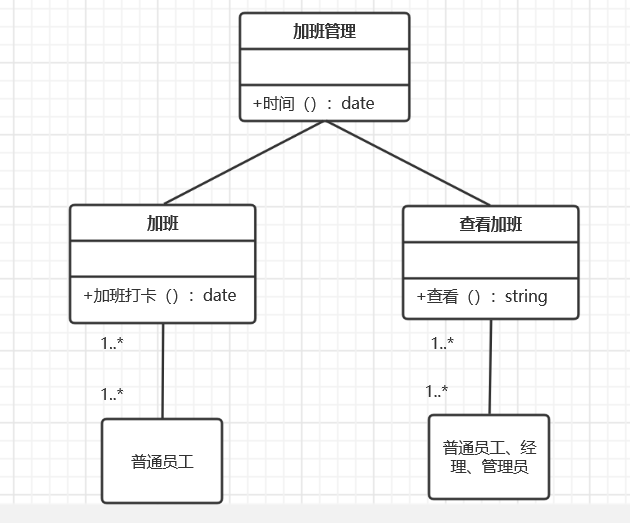 加班管理
+时间（）：date
加班
查看加班
+加班打卡（）：date
+查看（）：string
1..*
1..*
1..*
1..*
普通员工
普通员工、经
理、管理员